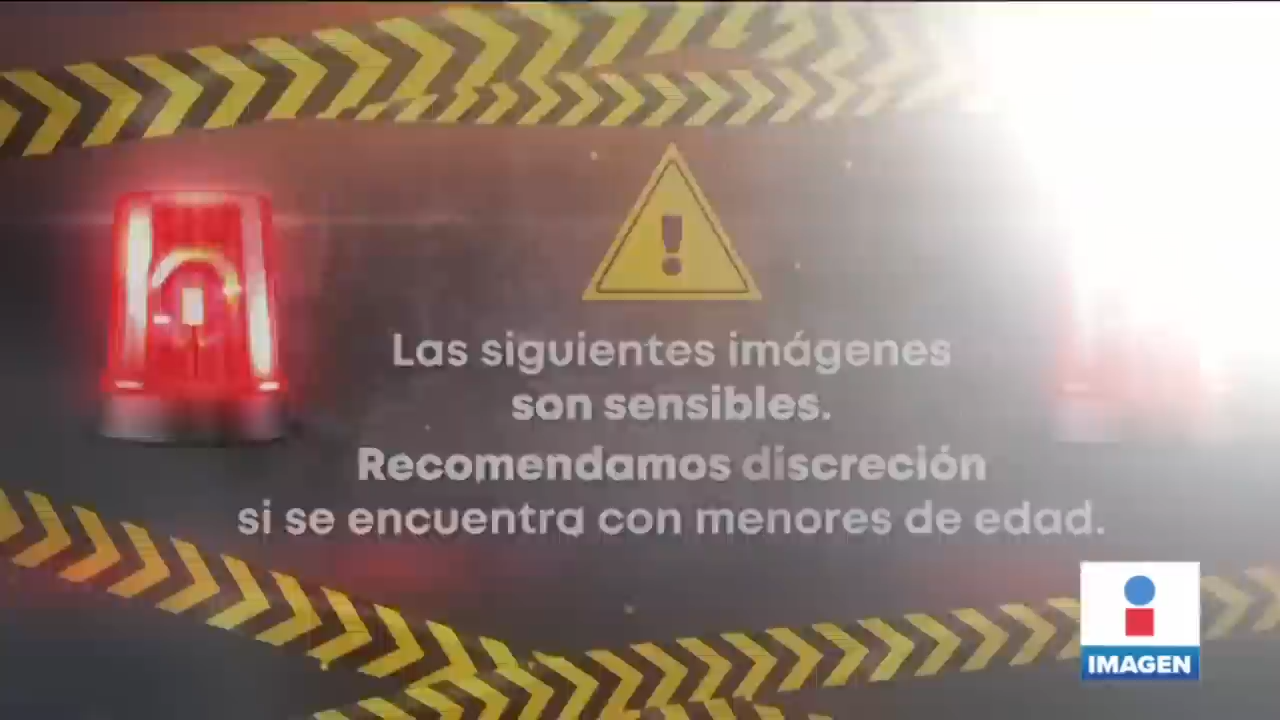 !
Las siguientes imágenes
son sensibles.
Recomendamos discreción
si se encuentra con menores de edad.
IMAGEN